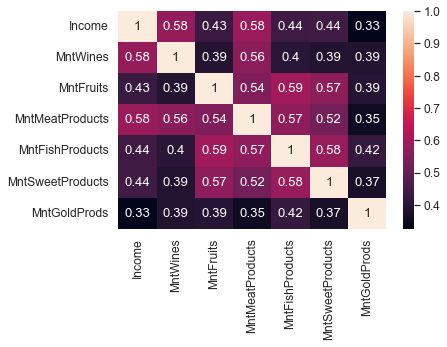 Income 1 0.58 0.43 0.58 0.44 0.44 0.33
MntWines 0.58 1 0.39 0.56 0.4 0.39 0.39
MntFruits 0.43 0.39 1 0.54 0.59 0.57 0.39
MntMeatProducts 0.58 0.56 0.54 1 0.57 0.52 0.35
MntFishProducts 0.44 0.4 0.59 0.57 1 0.58 0.42
MntSweetProducts 0.44 0.39 0.57 0.52 0.58 1 0.37
MntGoldProds 0.33 0.39 0.39 0.35 0.42 0.37 1
Income
MntWines
MntFruits
MntMeatProducts
MntFishProducts
MntSweetProducts
MntGoldProds
1.0
0.9
0.8
0.7
0.6
0.5
0.4